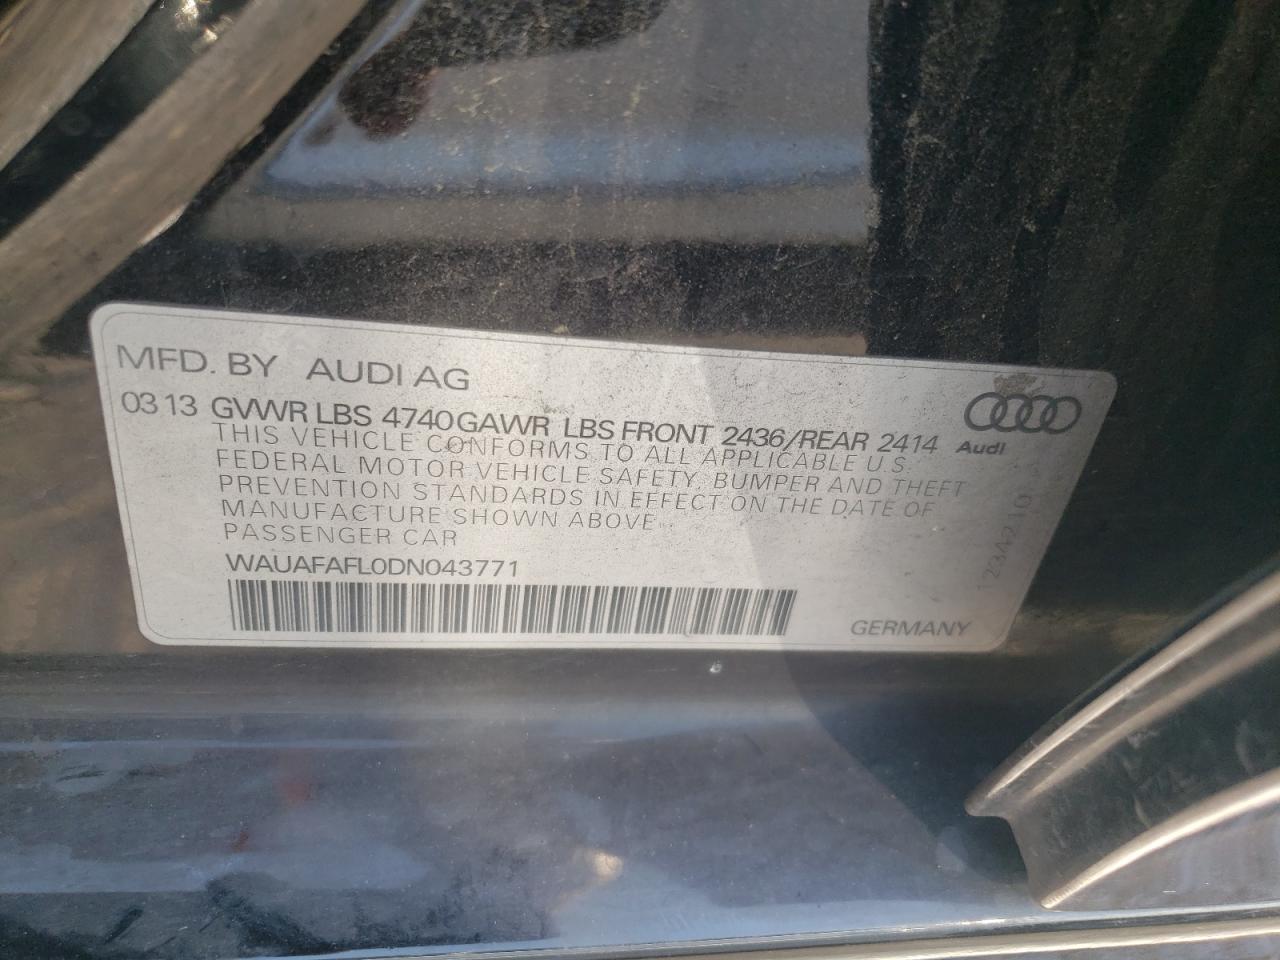 MFD. BY AUDI AG
03 13 GVWR LBS 4740 GAWR LBS FRONT 2436/REAR 2414
Audi
THIS VEHICLE CONFORMS TO ALL APPLICABLE U.S.
FEDERAL MOTOR VEHICLE SAFETY, BUMPER AND THEFT
PREVENTION STANDARDS IN EFFECT ON THE DATE OF
MANUFACTURE SHOWN ABOVE
PASSENGER CAR
WAUAFAFL0DN043771
GERMANY